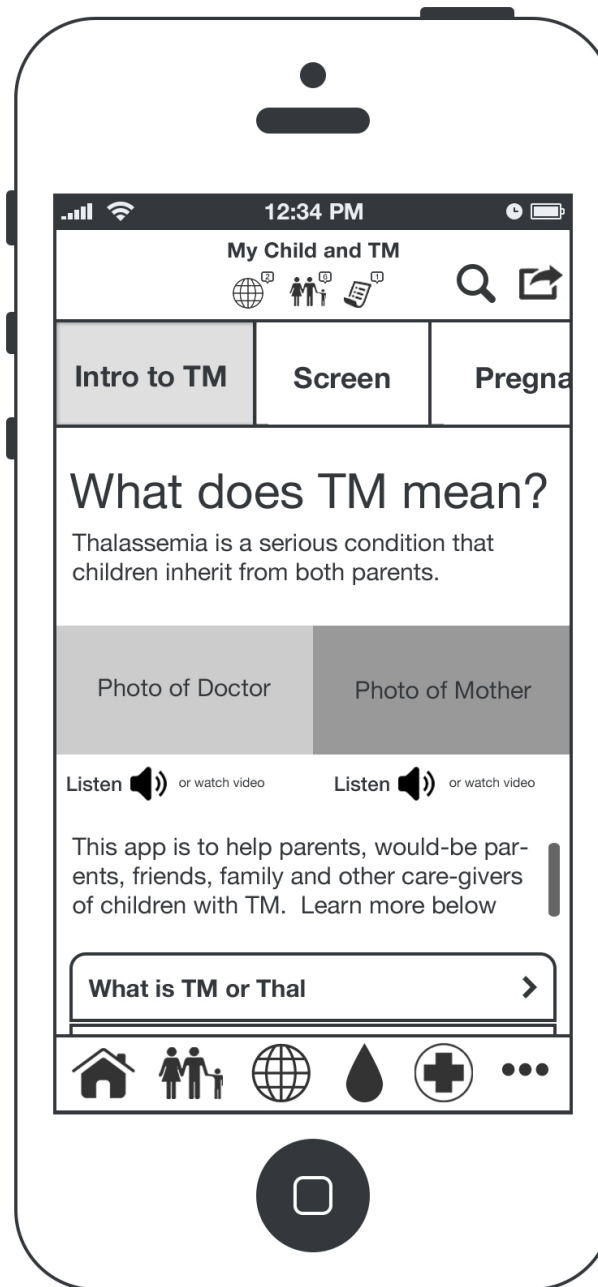 12:34 PM
My Child and TM
2
6
1
Intro to TM
Screen
Pregna
What does TM mean?
Thalassemia is a serious condition that
children inherit from both parents.
Photo of Doctor
Photo of Mother
Listen or watch video
Listen or watch video
This app is to help parents, would-be par-
ents, friends, family and other care-givers
of children with TM.  Learn more below
What is TM or Thal